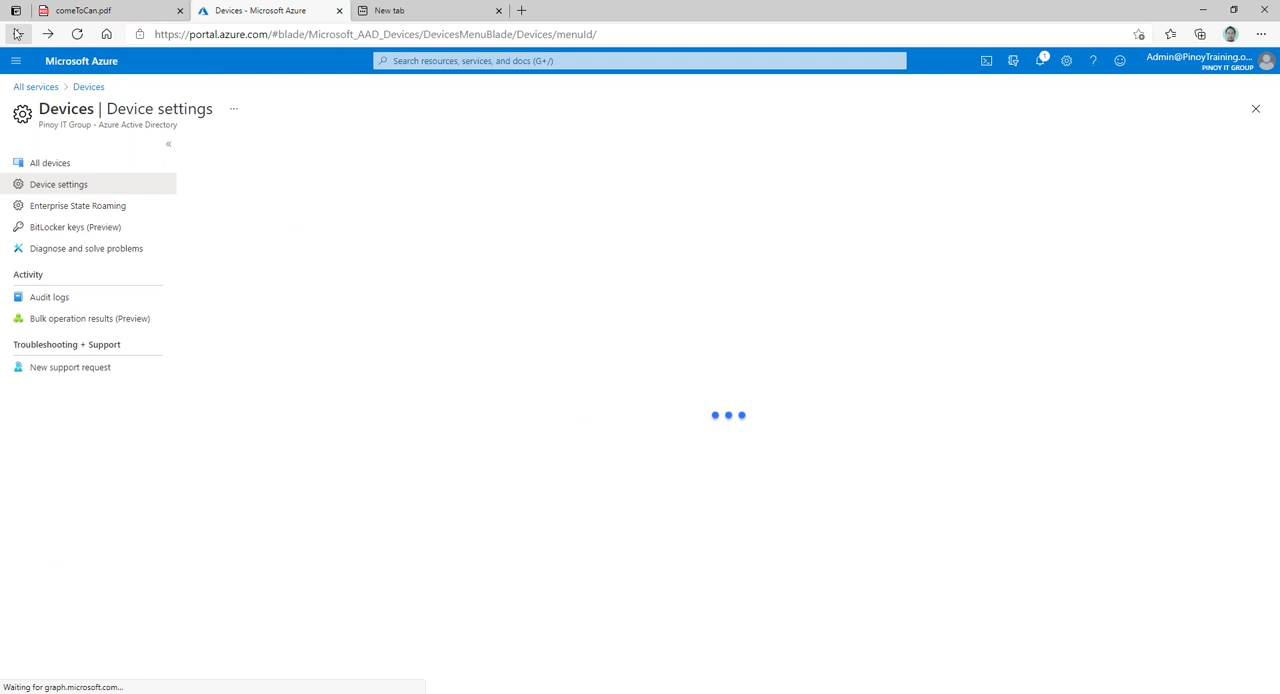 comeToCan.pdf
Devices - Microsoft Azure
New tab
https://portal.azure.com/#blade/Microsoft_AAD_Devices/DevicesMenuBlade/Devices/menuId/
Microsoft Azure
Search resources, services, and docs (G+/)
1
Admin@PinoyTraining.o...
PINOY IT GROUP
All services > Devices
Devices | Device settings
Pinoy IT Group - Azure Active Directory
All devices
Device settings
Enterprise State Roaming
BitLocker keys (Preview)
Diagnose and solve problems
Activity
Audit logs
Bulk operation results (Preview)
Troubleshooting + Support
New support request
Waiting for graph.microsoft.com...